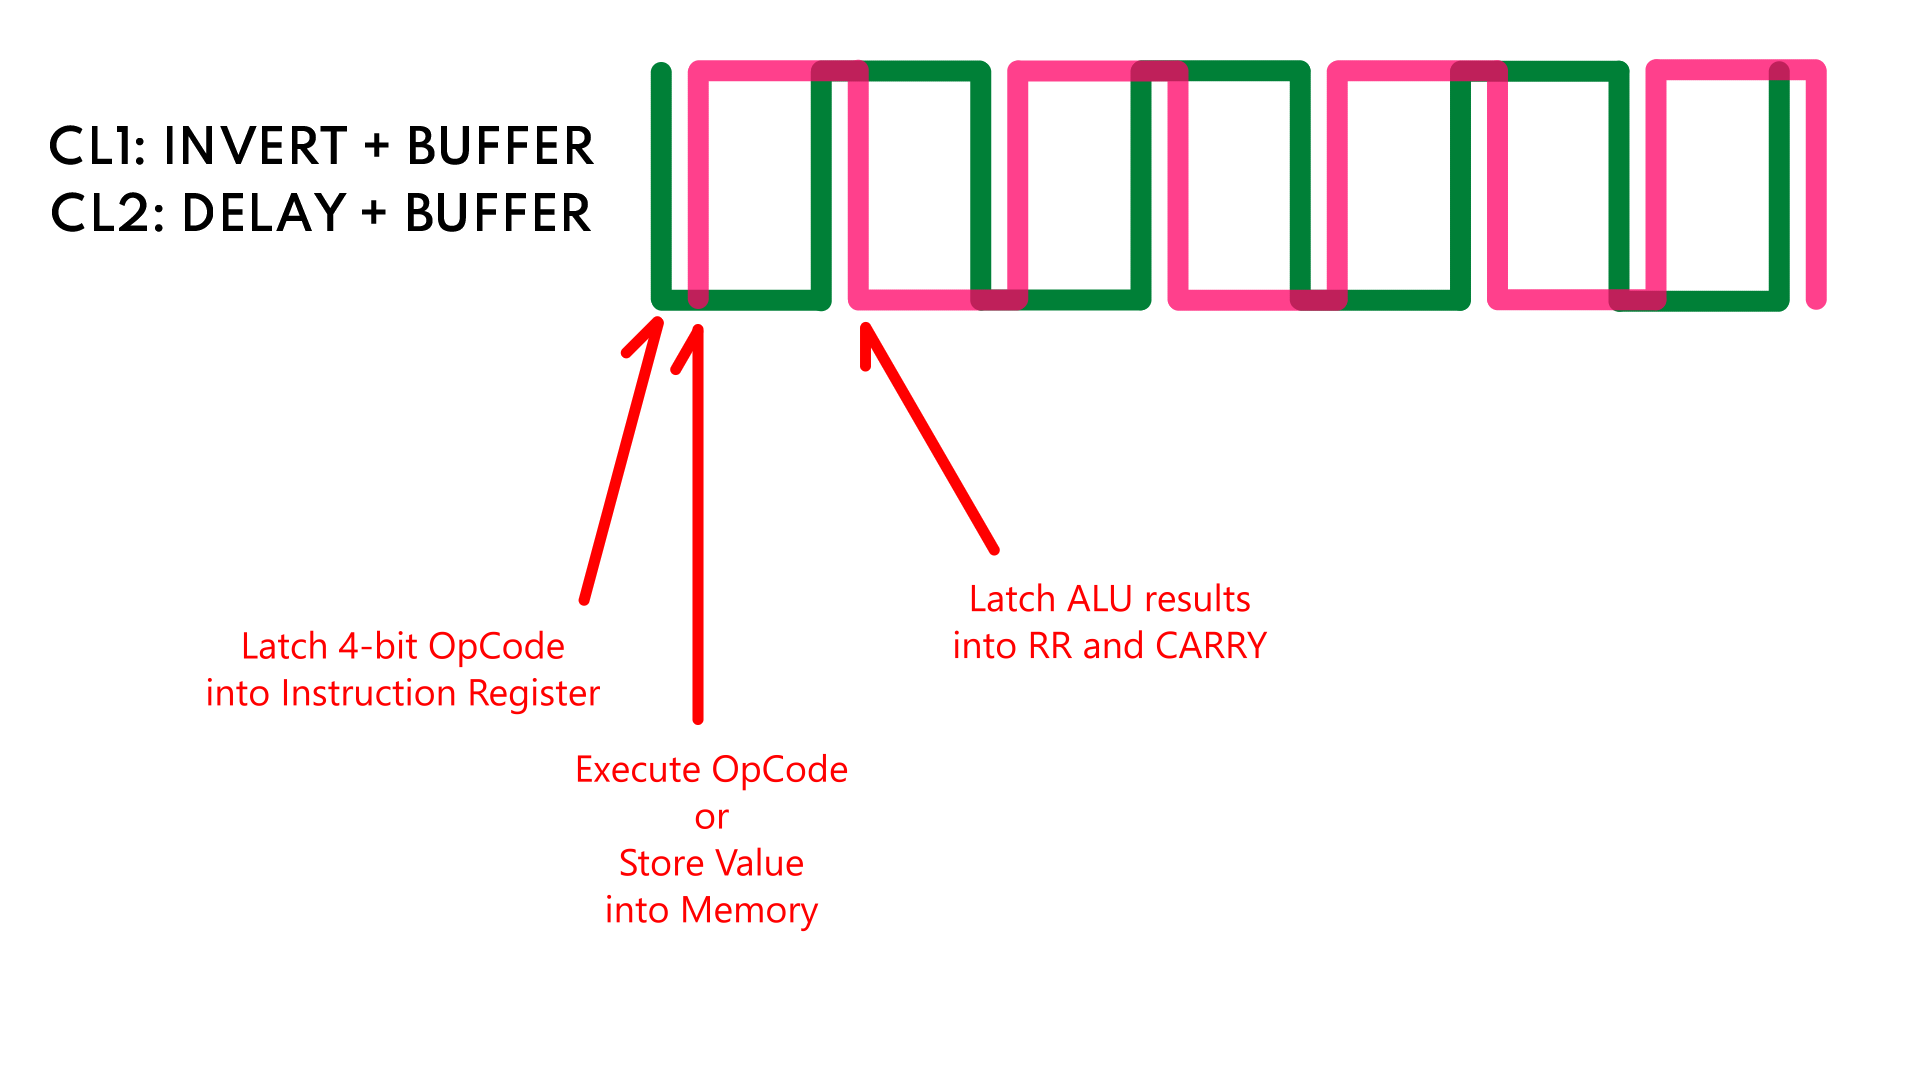 CL1: INVERT + BUFFER
CL2: DELAY + BUFFER
Latch 4-bit OpCode
into Instruction Register
Execute OpCode
or
Store Value
into Memory
Latch ALU results
into RR and CARRY